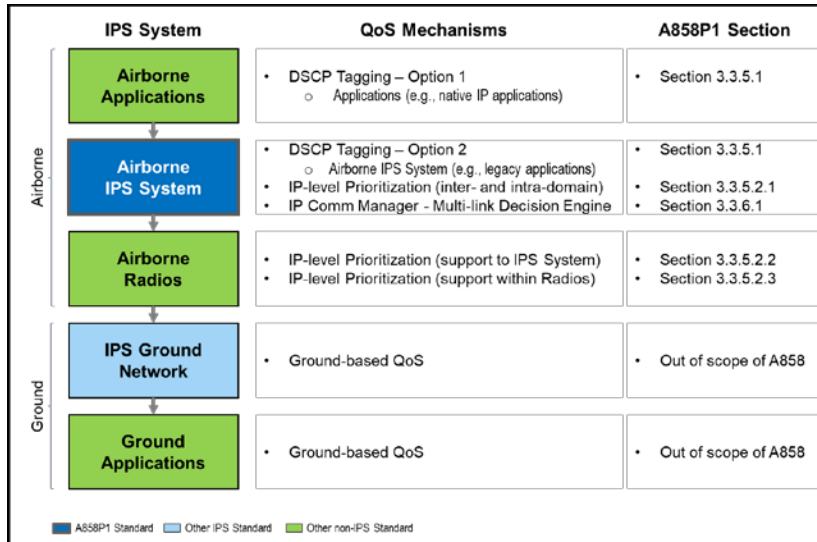 IPS System
QoS Mechanisms
A858P1 Section
Airborne
Airborne
Applications
• DSCP Tagging – Option 1
○ Applications (e.g., native IP applications)
• Section 3.3.5.1
Airborne
IPS System
• DSCP Tagging – Option 2
○ Airborne IPS System (e.g., legacy applications)
• IP-level Prioritization (inter- and intra-domain)
• IP Comm Manager - Multi-link Decision Engine
• Section 3.3.5.1
• Section 3.3.5.2.1
• Section 3.3.6.1
Airborne
Radios
• IP-level Prioritization (support to IPS System)
• IP-level Prioritization (support within Radios)
• Section 3.3.5.2.2
• Section 3.3.5.2.3
Ground
IPS Ground
Network
• Ground-based QoS
• Out of scope of A858
Ground
Applications
• Ground-based QoS
• Out of scope of A858
A858P1 Standard
Other IPS Standard
Other non-IPS Standard